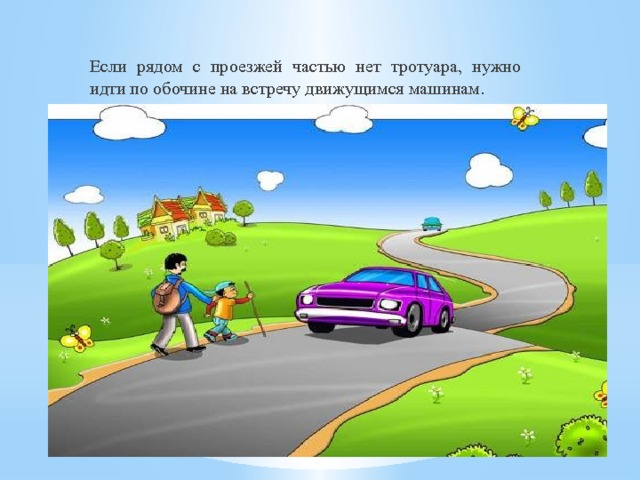 Если рядом с проезжей частью нет тротуара, нужно
идти по обочине на встречу движущимся машинам.